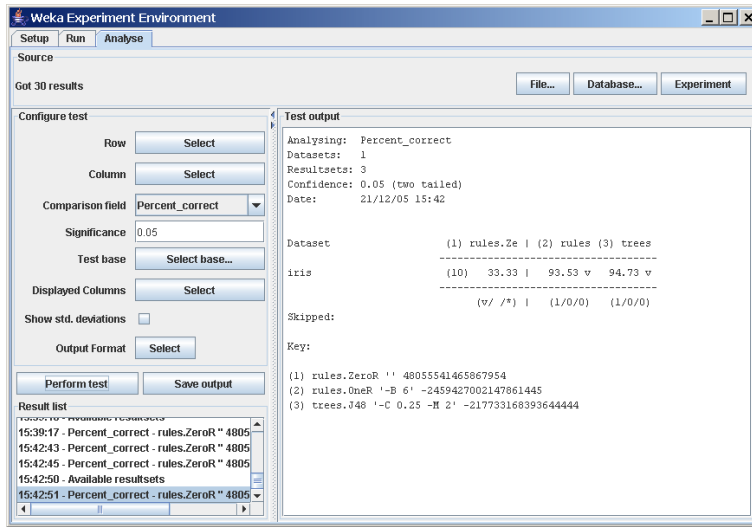 Weka Experiment Environment
Setup Run Analyse
Source
Got 30 results
File... Database... Experiment
Configure test
Row Select
Column Select
Comparison field Percent_correct
Significance 0.05
Test base Select base...
Displayed Columns Select
Show std. deviations
Output Format Select
Perform test Save output
Result list
15:39:17 - Percent_correct - rules.ZeroR '' 4805
15:42:43 - Percent_correct - rules.ZeroR '' 4805
15:42:45 - Percent_correct - rules.ZeroR '' 4805
15:42:50 - Available resultsets
15:42:51 - Percent_correct - rules.ZeroR '' 4805
Test output
Analysing: Percent_correct
Datasets: 1
Resultsets: 3
Confidence: 0.05 (two tailed)
Date: 21/12/05 15:42
Dataset (1) rules.Ze | (2) rules (3) trees
----------------------------------
iris (10) 33.33 | 93.53 v 94.73 v
----------------------------------
(v/ /*) | (1/0/0) (1/0/0)
Skipped:
Key:
(1) rules.ZeroR '' 48055541465867954
(2) rules.OneR '-B 6' -2459427002147861445
(3) trees.J48 '-C 0.25 -M 2' -217733168393644444